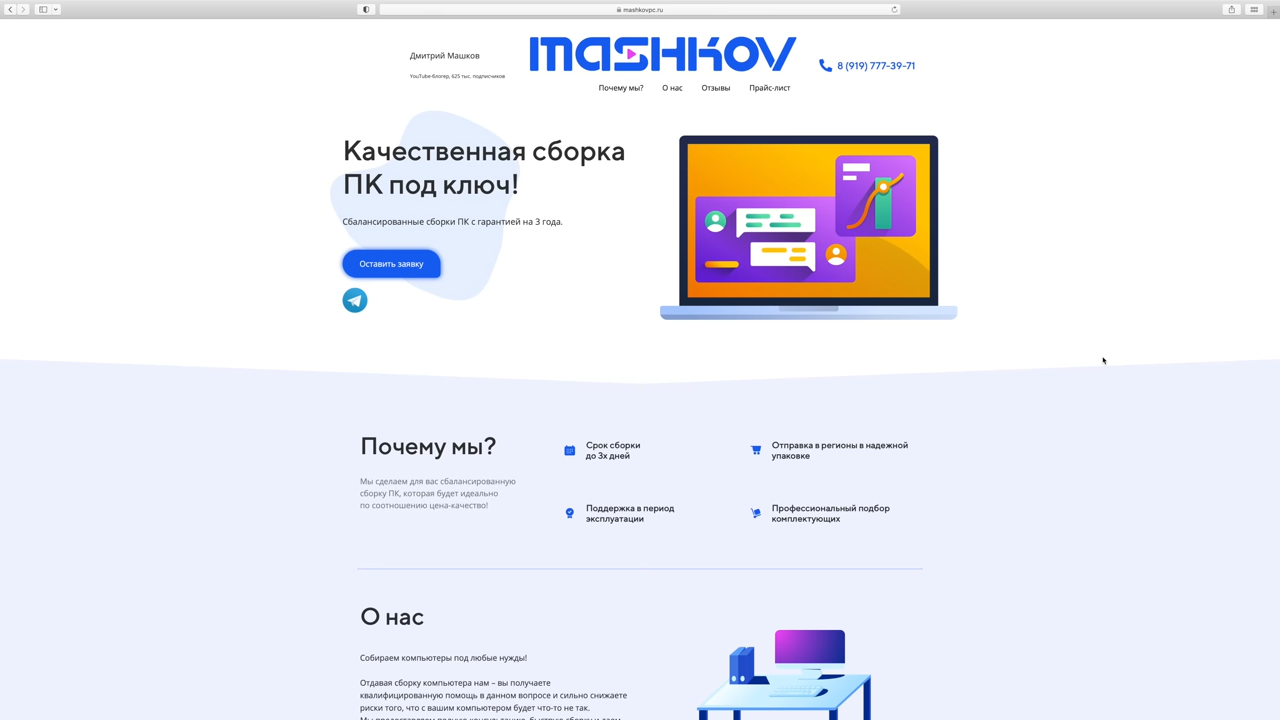 mashkovpc.ru
Дмитрий Машков
YouTube-блогер, 625 тыс. подписчиков
mashkov
8 (919) 777-39-71
Почему мы? О нас Отзывы Прайс-лист
Качественная сборка
ПК под ключ!
Сбалансированные сборки ПК с гарантией на 3 года.
Оставить заявку
Почему мы?
Мы сделаем для вас сбалансированную
сборку ПК, которая будет идеально
по соотношению цена-качество!
Срок сборки
до 3х дней
Отправка в регионы в надежной
упаковке
Поддержка в период
эксплуатации
Профессиональный подбор
комплектующих
О нас
Собираем компьютеры под любые нужды!
Отдавая сборку компьютера нам – вы получаете
квалифицированную помощь в данном вопросе и сильно снижаете
риски того, что с вашим компьютером будет что-то не так.